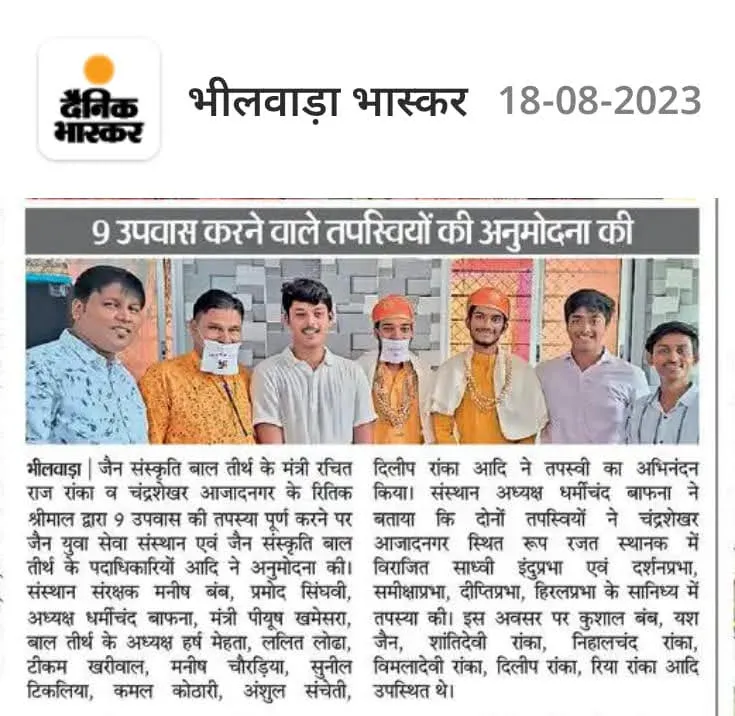 दैनिक
भास्कर
भीलवाड़ा भास्कर 18-08-2023
9 उपवास करने वाले तपस्वियों की अनुमोदना की
भीलवाड़ा | जैन संस्कृति बाल तीर्थ के मंत्री रचित
राज रांका व चंद्रशेखर आजादनगर के रितिक
श्रीमाल द्वारा 9 उपवास की तपस्या पूर्ण करने पर
जैन युवा सेवा संस्थान एवं जैन संस्कृति बाल
तीर्थ के पदाधिकारियों आदि ने अनुमोदना की।
संस्थान संरक्षक मनीष बंब, प्रमोद सिंघवी,
अध्यक्ष धर्मीचंद बाफना, मंत्री पीयूष खमेसरा,
बाल तीर्थ के अध्यक्ष हर्ष मेहता, ललित लोढा,
टीकम खरीवाल, मनीष चौरड़िया, सुनील
टिकलिया, कमल कोठारी, अंशुल संचेती,
दिलीप रांका आदि ने तपस्वी का अभिनंदन
किया। संस्थान अध्यक्ष धर्मीचंद बाफना ने
बताया कि दोनों तपस्वियों ने चंद्रशेखर
आजादनगर स्थित रूप रजत स्थानक में
विराजित साध्वी इंदुप्रभा एवं दर्शनप्रभा,
समीक्षाप्रभा, दीप्तिप्रभा, हिरलप्रभा के सानिध्य में
तपस्या की। इस अवसर पर कुशाल बंब, यश
जैन, शांतिदेवी रांका, निहालचंद रांका,
विमलादेवी रांका, दिलीप रांका, रिया रांका आदि
उपस्थित थे।